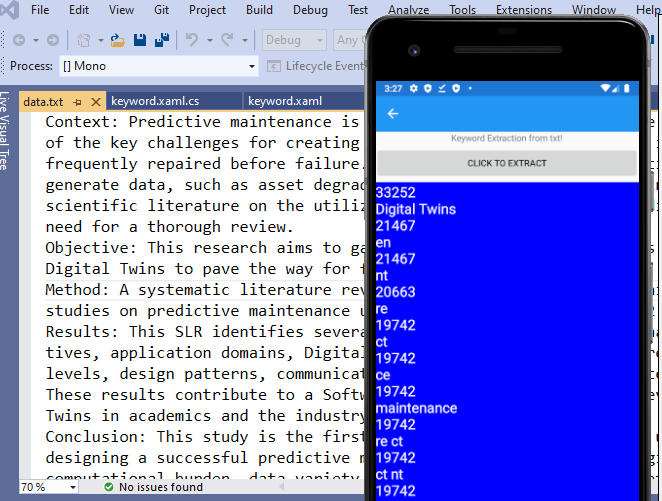 File Edit View Git Project Build Debug Test Analyze Tools Extensions Window Help
Debug Any
Process: [] Mono Lifecycle Event
data.txt keyword.xaml.cs keyword.xaml
Live Visual Tree
Context: Predictive maintenance is
of the key challenges for creating
frequently repaired before failure.
generate data, such as asset degrad
scientific literature on the utiliz
need for a thorough review.
Objective: This research aims to ga
Digital Twins to pave the way for f
Method: A systematic literature rev
studies on predictive maintenance u
Results: This SLR identifies severa
tives, application domains, Digital
levels, design patterns, communicat
These results contribute to a Softw
Twins in academics and the industry
Conclusion: This study is the first
designing a successful predictive m
computational burden, data variety
70 % No issues found
3:27
Keyword Extraction from txt!
CLICK TO EXTRACT
33252
Digital Twins
21467
en
21467
nt
20663
re
19742
ct
19742
ce
19742
maintenance
19742
re ct
19742
ct nt
19742